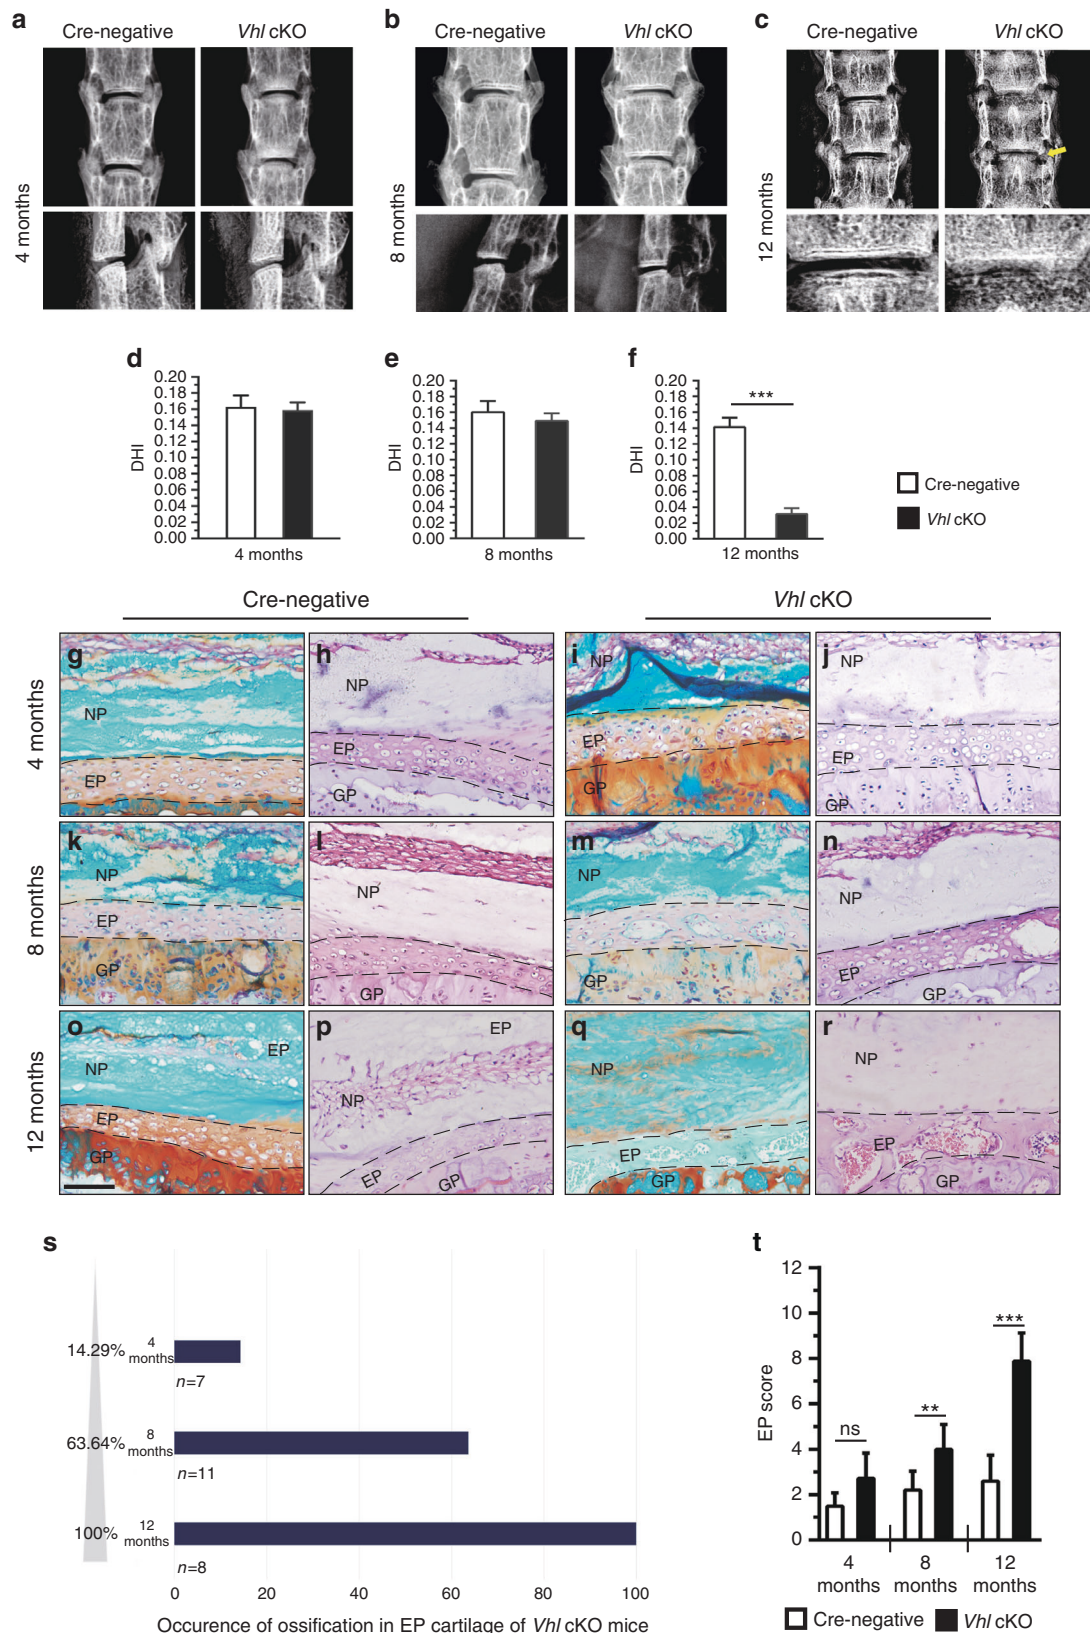 a
Cre-negative
Vhl cKO
4 months
b
Cre-negative
Vhl cKO
8 months
c
Cre-negative
Vhl cKO
12 months
d
0.20
0.18
0.16
0.14
0.12
0.10
0.08
0.06
0.04
0.02
0.00
DHI
4 months
e
0.20
0.18
0.16
0.14
0.12
0.10
0.08
0.06
0.04
0.02
0.00
DHI
8 months
f
0.20
0.18
0.16
0.14
0.12
0.10
0.08
0.06
0.04
0.02
0.00
DHI
***
12 months
Cre-negative
Vhl cKO
Cre-negative
Vhl cKO
4 months
g
NP
EP
h
NP
EP
GP
i
NP
EP
GP
j
NP
EP
GP
8 months
k
NP
EP
GP
l
NP
GP
m
NP
GP
n
NP
EP
GP
12 months
o
EP
NP
EP
GP
p
EP
NP
EP
GP
q
NP
EP
GP
r
NP
EP
GP
s
14.29%
4 months
n=7
63.64%
8 months
n=11
100%
12 months
n=8
0 20 40 60 80 100
Occurence of ossification in EP cartilage of Vhl cKO mice
t
12
10
8
6
4
2
0
EP score
ns
**
***
4 months
8 months
12 months
Cre-negative
Vhl cKO